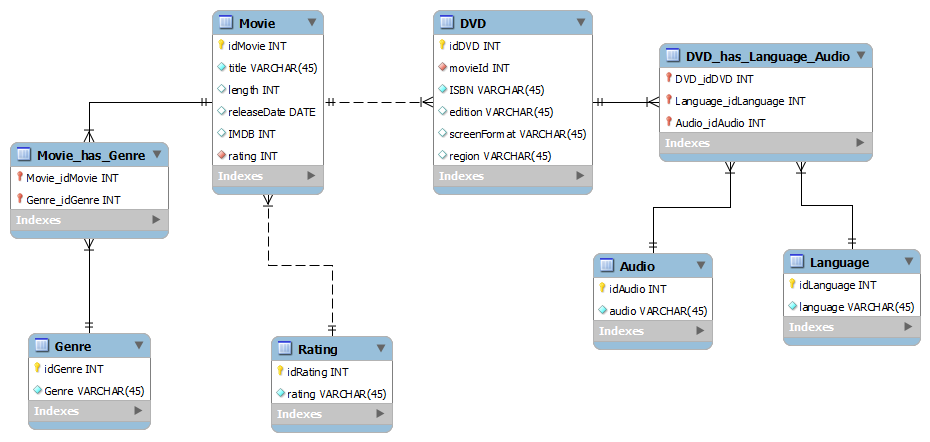 Movie
idMovie INT
title VARCHAR(45)
length INT
releaseDate DATE
IMDB INT
rating INT
Indexes
DVD
idDVD INT
movieId INT
ISBN VARCHAR(45)
edition VARCHAR(45)
screenFormat VARCHAR(45)
region VARCHAR(45)
Indexes
DVD_has_Language_Audio
DVD_idDVD INT
Language_idLanguage INT
Audio_idAudio INT
Indexes
Movie_has_Genre
Movie_idMovie INT
Genre_idGenre INT
Indexes
Audio
idAudio INT
audio VARCHAR(45)
Indexes
Language
idLanguage INT
language VARCHAR(45)
Indexes
Genre
idGenre INT
Genre VARCHAR(45)
Indexes
Rating
idRating INT
rating VARCHAR(45)
Indexes